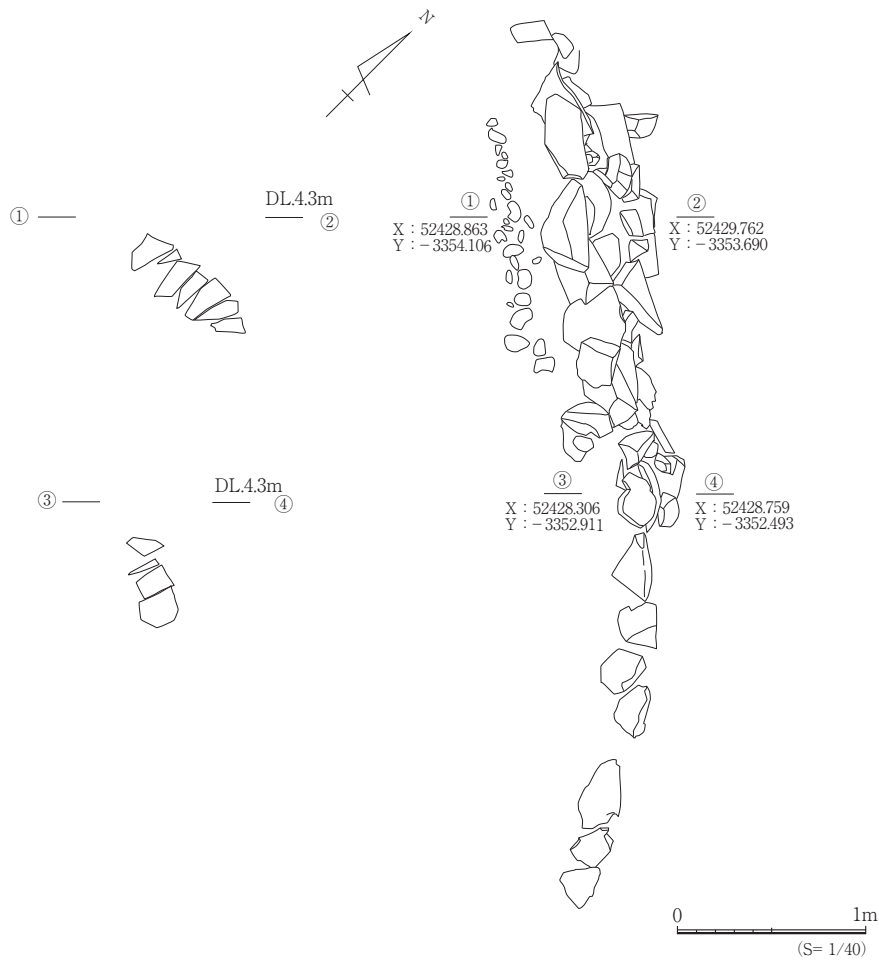 N
① DL.4.3m ②
①
X：52428.863
Y：-3354.106
②
X：52429.762
Y：-3353.690
③ DL.4.3m ④
③
X：52428.306
Y：-3352.911
④
X：52428.759
Y：-3352.493
0 1m
(S= 1/40)